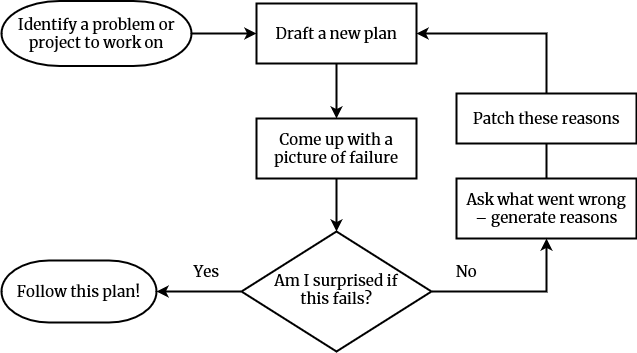 Identify a problem or
project to work on
Draft a new plan
Come up with a
picture of failure
Am I surprised if
this fails?
Yes
Follow this plan!
No
Ask what went wrong
– generate reasons
Patch these reasons